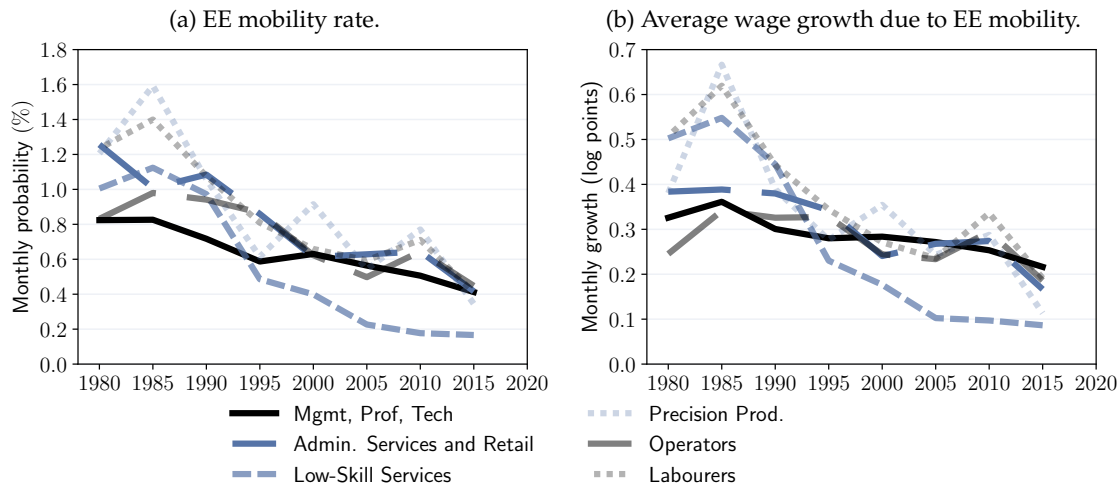 (a) EE mobility rate.
Monthly probability (%)
1.8
1.6
1.4
1.2
1.0
0.8
0.6
0.4
0.2
0.0
1980 1985 1990 1995 2000 2005 2010 2015 2020
(b) Average wage growth due to EE mobility.
Monthly growth (log points)
0.7
0.6
0.5
0.4
0.3
0.2
0.1
0.0
1980 1985 1990 1995 2000 2005 2010 2015 2020
Mgmt, Prof, Tech
Admin. Services and Retail
Low-Skill Services
Precision Prod.
Operators
Labourers